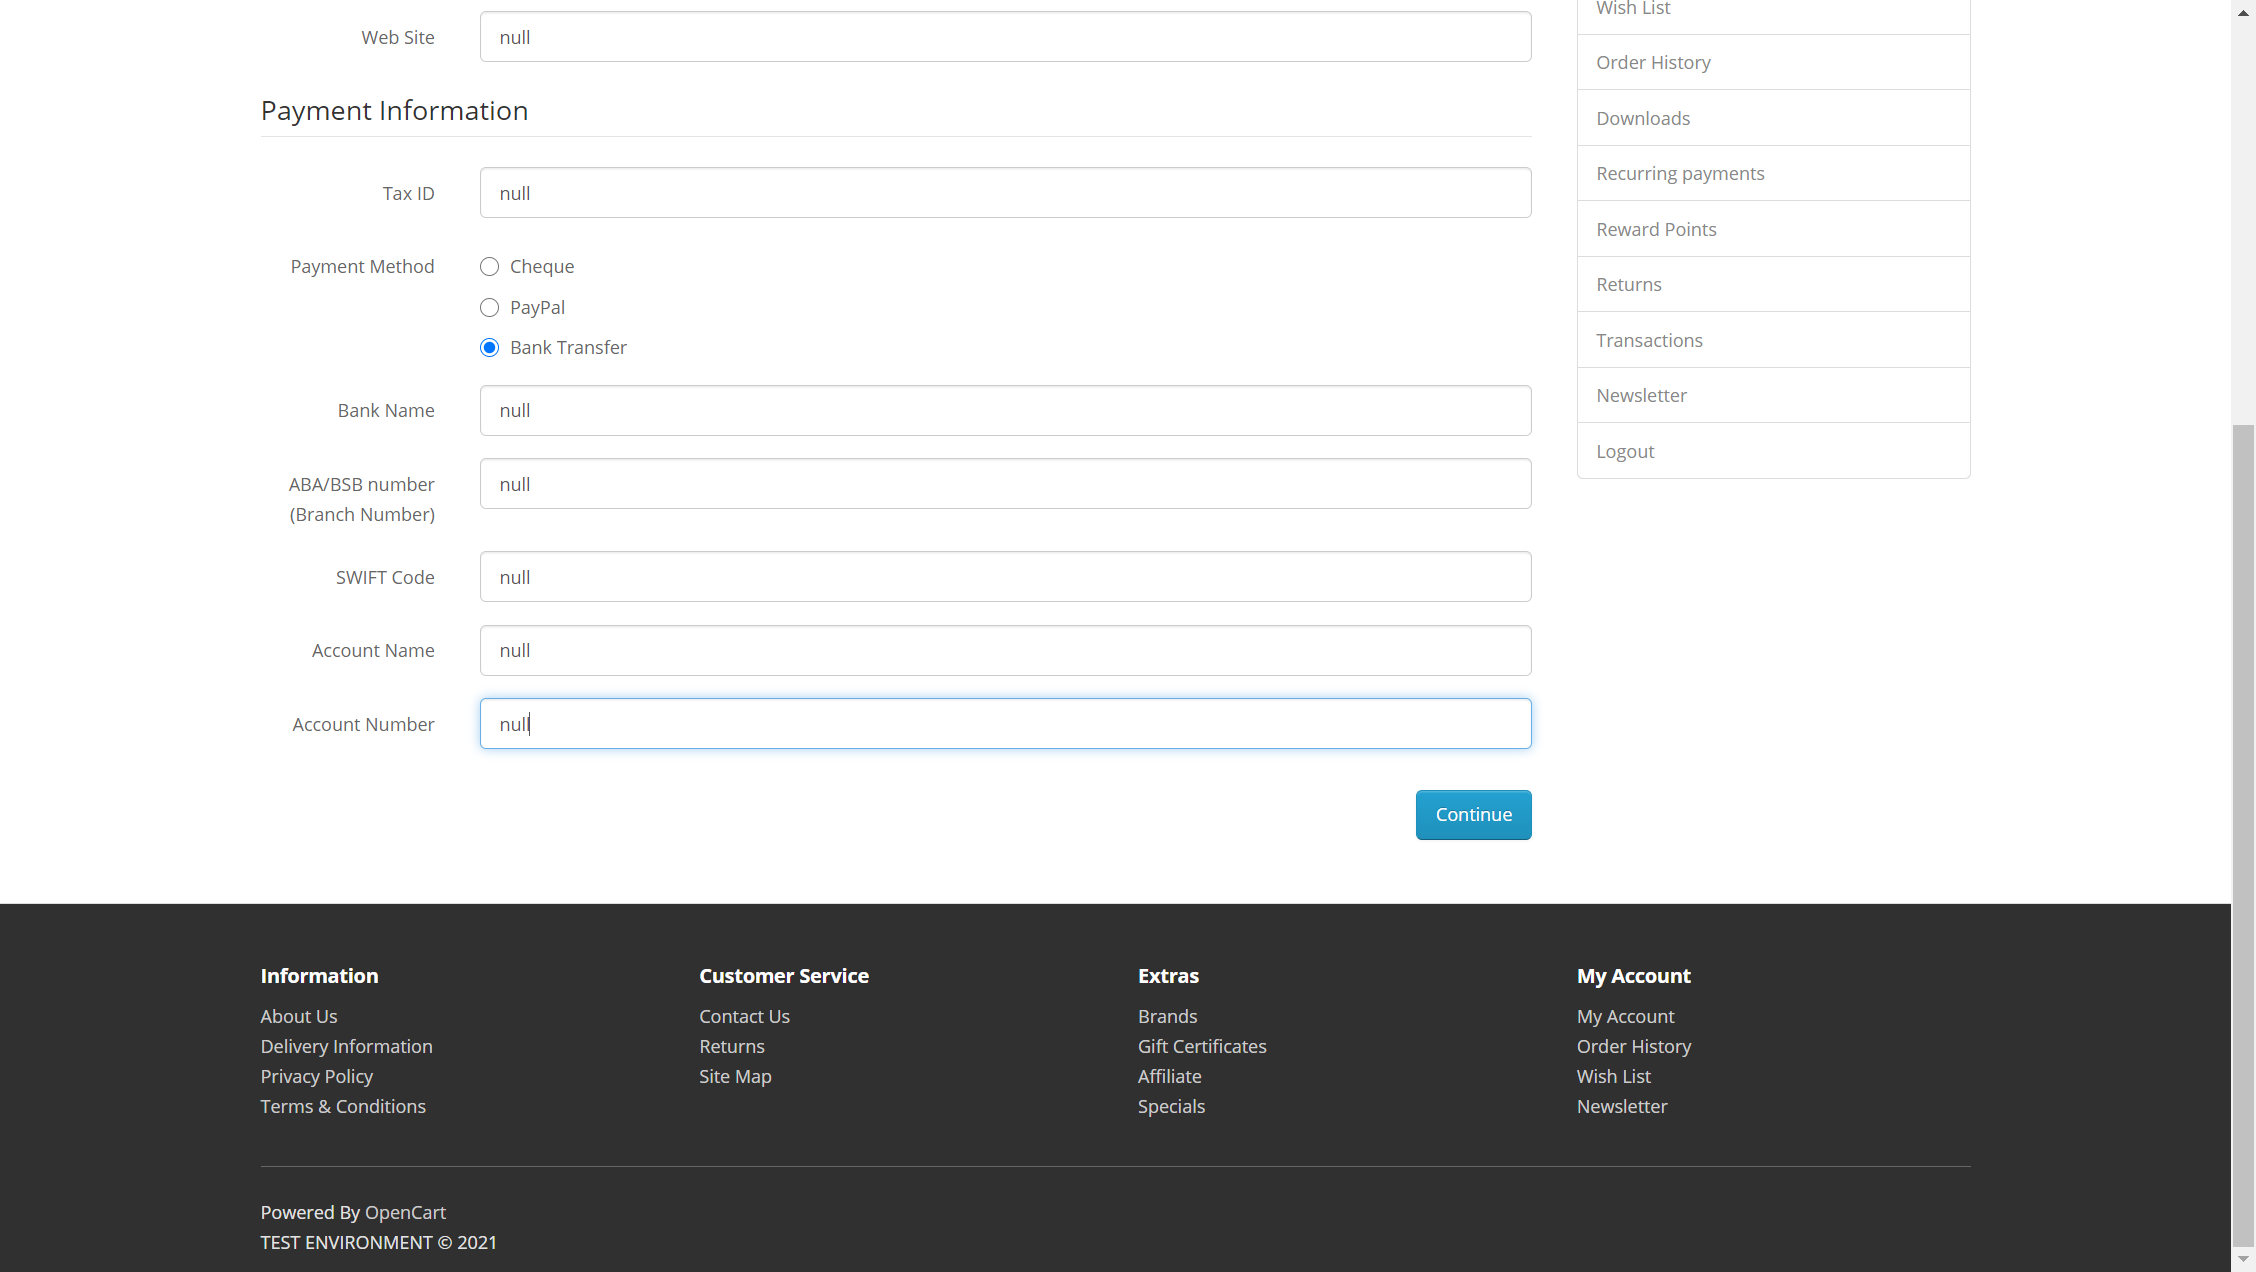 Web Site
null
Payment Information
Tax ID
null
Payment Method
Cheque
PayPal
Bank Transfer
Bank Name
null
ABA/BSB number
(Branch Number)
null
SWIFT Code
null
Account Name
null
Account Number
null
Continue
Wish List
Order History
Downloads
Recurring payments
Reward Points
Returns
Transactions
Newsletter
Logout
Information
About Us
Delivery Information
Privacy Policy
Terms & Conditions
Customer Service
Contact Us
Returns
Site Map
Extras
Brands
Gift Certificates
Affiliate
Specials
My Account
My Account
Order History
Wish List
Newsletter
Powered By OpenCart
TEST ENVIRONMENT © 2021